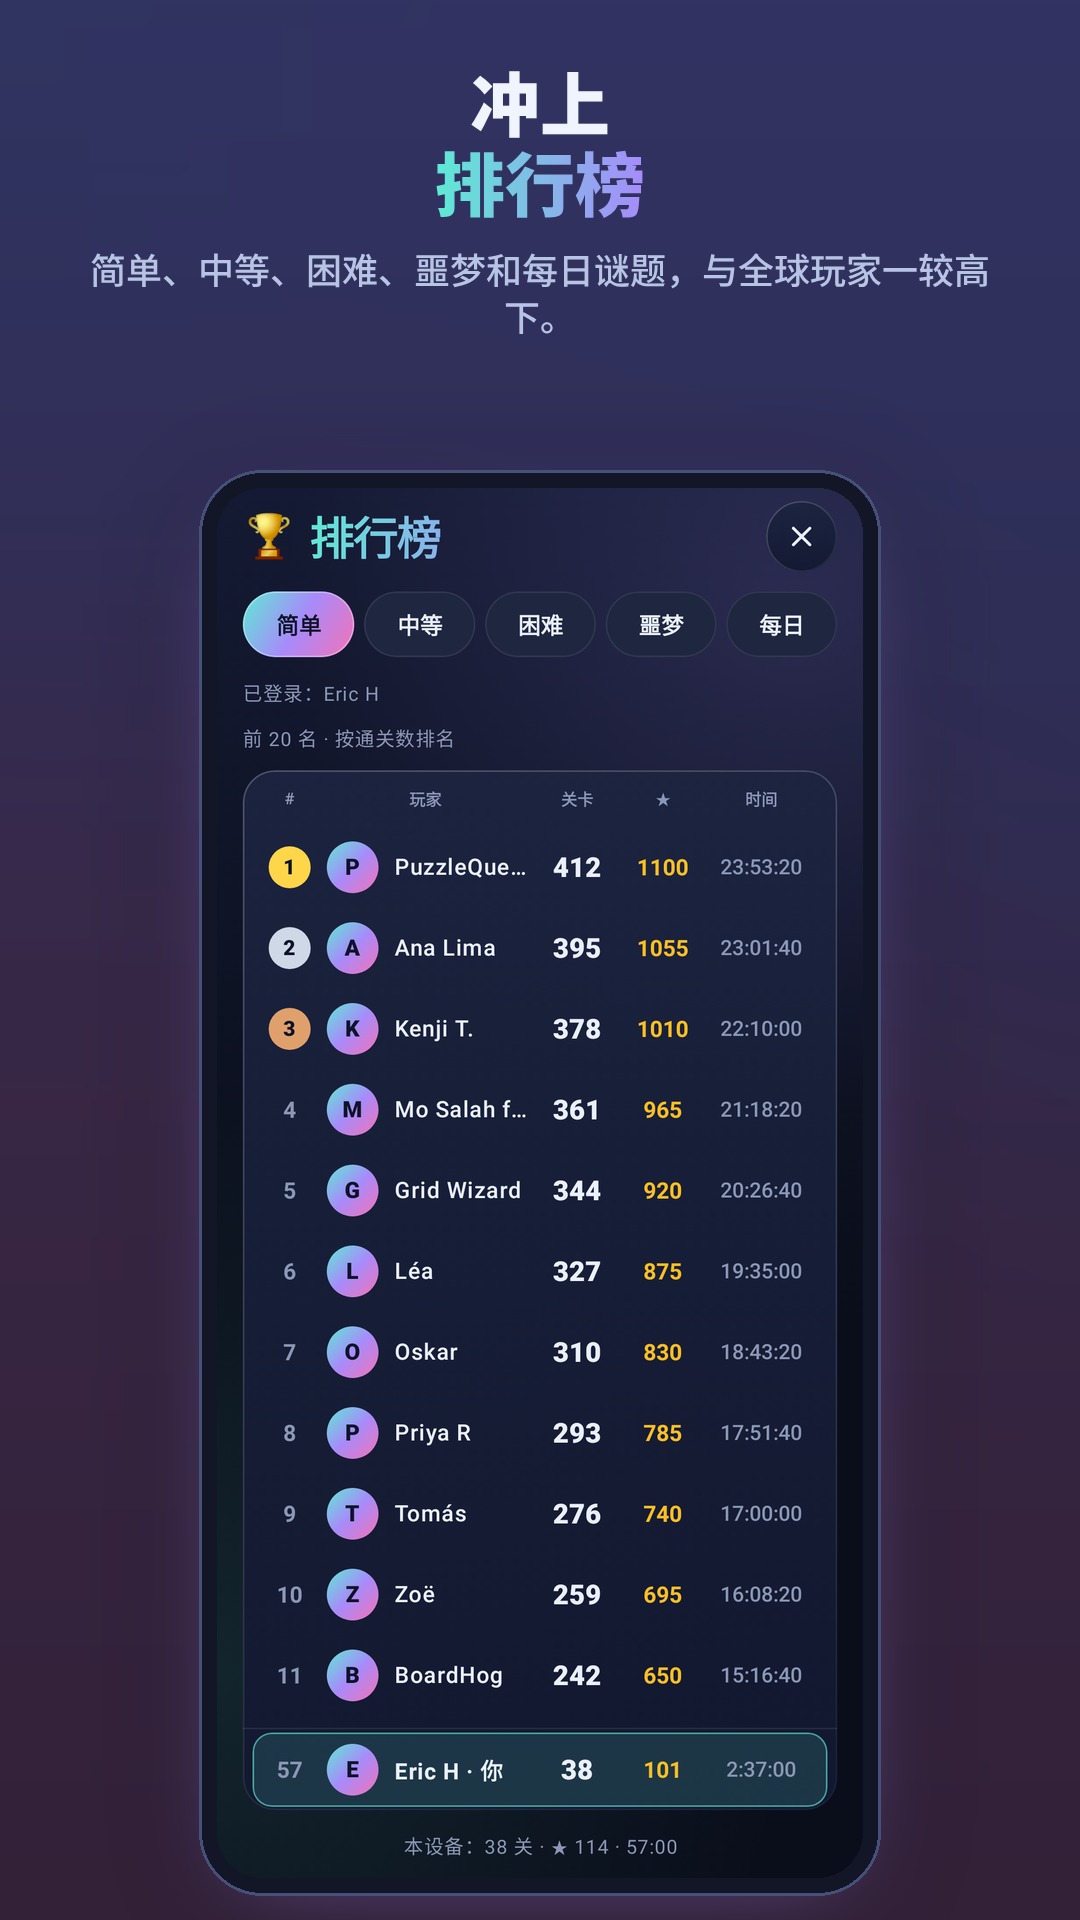 冲上
排行榜
简单、中等、困难、噩梦和每日谜题，与全球玩家一较高
下。
🏆 排行榜 ✕
简单 中等 困难 噩梦 每日
已登录：Eric H
前 20 名 · 按通关数排名
# 玩家 关卡 ★ 时间
1 P PuzzleQue... 412 1100 23:53:20
2 A Ana Lima 395 1055 23:01:40
3 K Kenji T. 378 1010 22:10:00
4 M Mo Salah f... 361 965 21:18:20
5 G Grid Wizard 344 920 20:26:40
6 L Léa 327 875 19:35:00
7 O Oskar 310 830 18:43:20
8 P Priya R 293 785 17:51:40
9 T Tomás 276 740 17:00:00
10 Z Zoë 259 695 16:08:20
11 B BoardHog 242 650 15:16:40
57 E Eric H · 你 38 101 2:37:00
本设备：38 关 · ★ 114 · 57:00